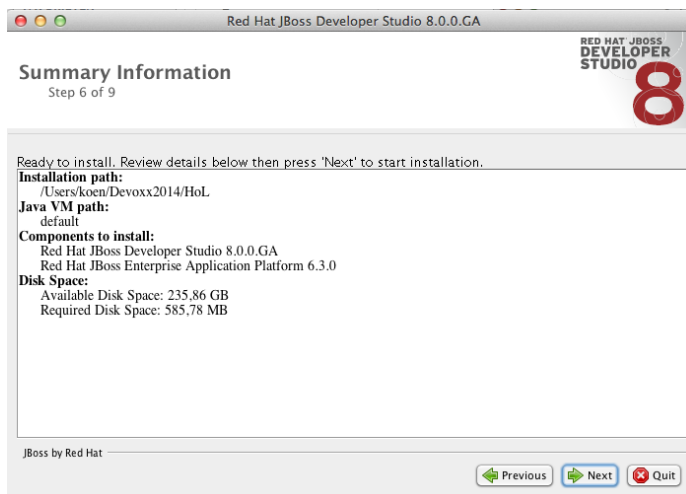 Red Hat JBoss Developer Studio 8.0.0.GA
RED HAT JBOSS
DEVELOPER
STUDIO
8
Summary Information
Step 6 of 9
Ready to install. Review details below then press 'Next' to start installation.
Installation path:
/Users/koen/Devoxx2014/HoL
Java VM path:
default
Components to install:
Red Hat JBoss Developer Studio 8.0.0.GA
Red Hat JBoss Enterprise Application Platform 6.3.0
Disk Space:
Available Disk Space: 235,86 GB
Required Disk Space: 585,78 MB
JBoss by Red Hat
Previous Next Quit